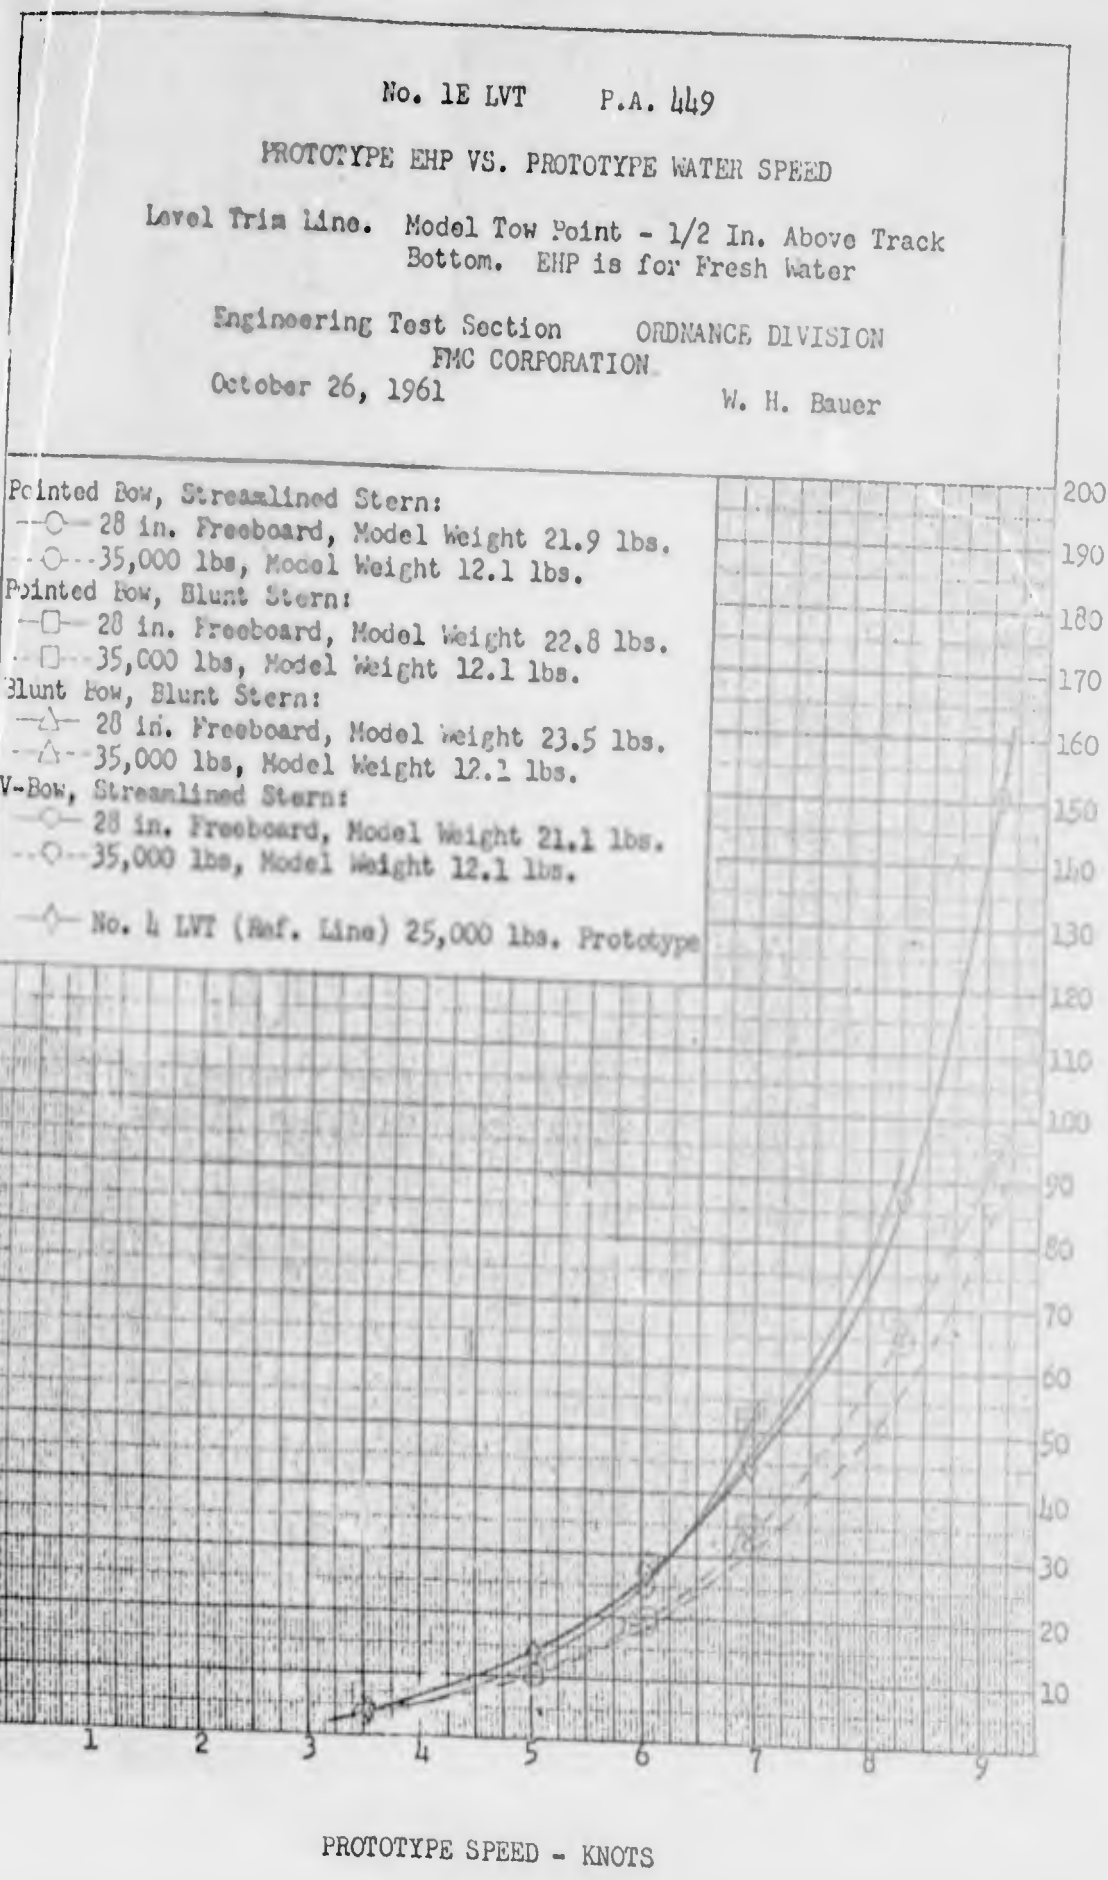 No. 1E LVT P.A. 449
PROTOTYPE EHP VS. PROTOTYPE WATER SPEED
Level Trim Line. Model Tow Point - 1/2 In. Above Track
Bottom. EHP is for Fresh Water
Engineering Test Section ORDNANCE DIVISION
FMC CORPORATION
October 26, 1961 W. H. Bauer
Pointed Bow, Streamlined Stern:
28 in. Freeboard, Model Weight 21.9 lbs.
35,000 lbs, Model Weight 12.1 lbs.
Pointed Bow, Blunt Stern:
28 in. Freeboard, Model Weight 22.8 lbs.
35,000 lbs, Model Weight 12.1 lbs.
Blunt Bow, Blunt Stern:
28 in. Freeboard, Model Weight 23.5 lbs.
35,000 lbs, Model Weight 12.1 lbs.
V-Bow, Streamlined Stern:
28 in. Freeboard, Model Weight 21.1 lbs.
35,000 lbs, Model Weight 12.1 lbs.
No. 4 LVT (Ref. Line) 25,000 lbs. Prototype
200
190
180
170
160
150
140
130
120
110
100
90
80
70
60
50
40
30
20
10
1 2 3 4 5 6 7 8 9
PROTOTYPE SPEED - KNOTS